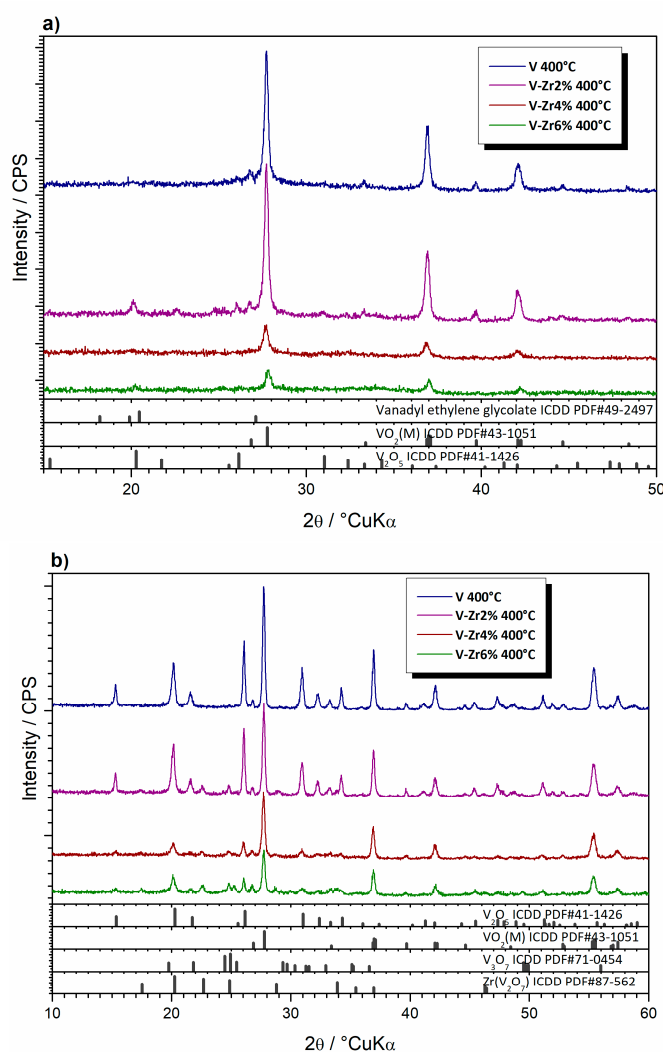 a)
Intensity / CPS
V 400°C
V-Zr2% 400°C
V-Zr4% 400°C
V-Zr6% 400°C
Vanadyl ethylene glycolate ICDD PDF#49-2497
VO₂(M) ICDD PDF#43-1051
V₂O₅ ICDD PDF#41-1426
20 30 40 50
2θ / °CuKα
b)
Intensity / CPS
V 400°C
V-Zr2% 400°C
V-Zr4% 400°C
V-Zr6% 400°C
V₂O₅ ICDD PDF#41-1426
VO₂(M) ICDD PDF#43-1051
V₃O₇ ICDD PDF#71-0454
Zr(V₂O₇) ICDD PDF#87-562
10 20 30 40 50 60
2θ / °CuKα